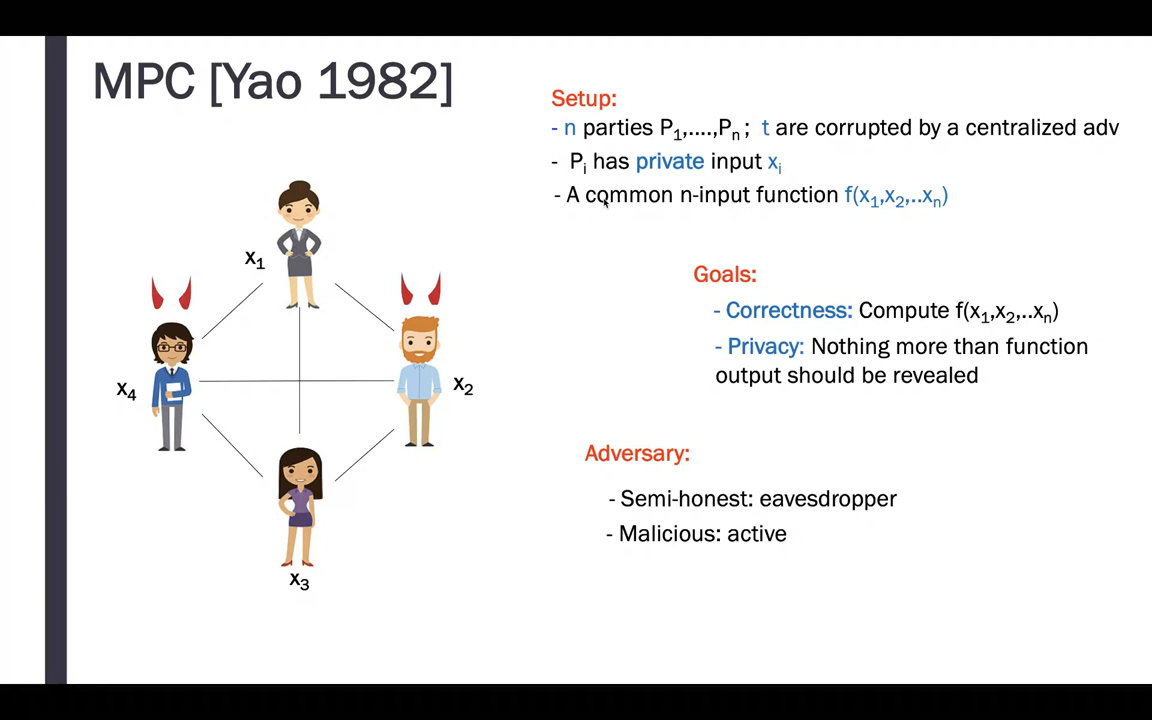 MPC [Yao 1982]
Setup:
- n parties P₁,....,Pₙ ; t are corrupted by a centralized adv
- Pᵢ has private input xᵢ
- A common n-input function f(x₁,x₂,..xₙ)
x₁
x₄
x₂
x₃
Goals:
- Correctness: Compute f(x₁,x₂,..xₙ)
- Privacy: Nothing more than function
output should be revealed
Adversary:
- Semi-honest: eavesdropper
- Malicious: active